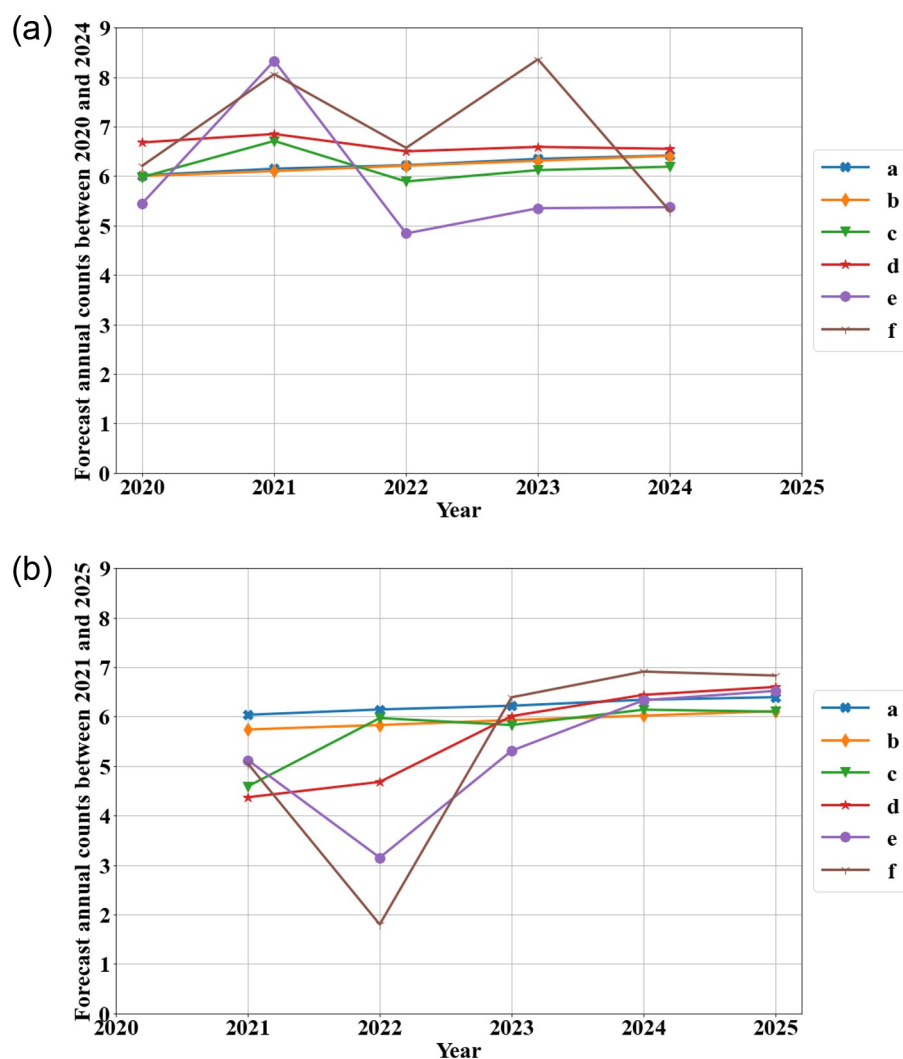 (a)
Forecast annual counts between 2020 and 2024
9
8
7
6
5
4
3
2
1
0
2020 2021 2022 2023 2024 2025
Year
a
b
c
d
e
f
(b)
Forecast annual counts between 2021 and 2025
9
8
7
6
5
4
3
2
1
0
2020 2021 2022 2023 2024 2025
Year
a
b
c
d
e
f